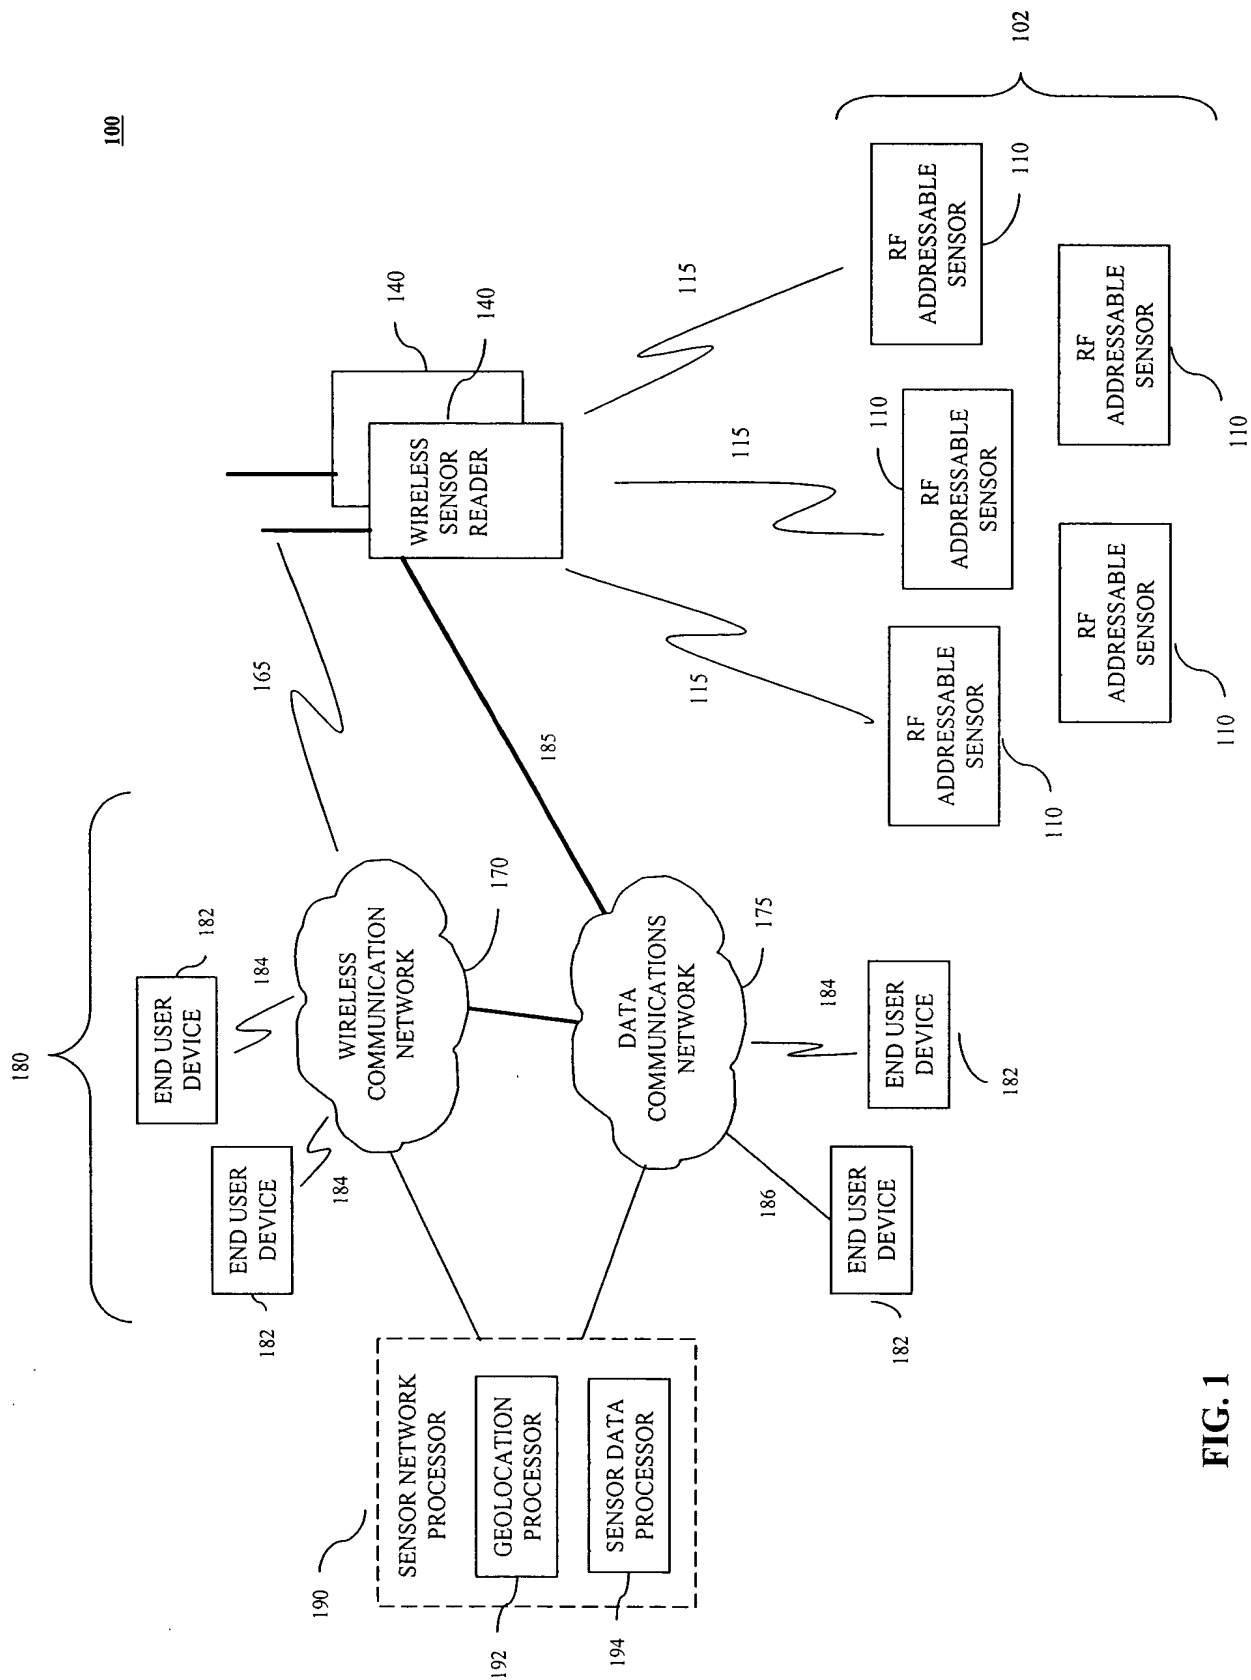 100
180
END USER
DEVICE
182
184
END USER
DEVICE
182
184
165
140
140
WIRELESS
SENSOR
READER
WIRELESS
COMMUNICATION
NETWORK
170
185
115
115
115
190
SENSOR NETWORK
PROCESSOR
GEOLOCATION
PROCESSOR
192
SENSOR DATA
PROCESSOR
194
DATA
COMMUNICATIONS
NETWORK
175
184
186
END USER
DEVICE
182
END USER
DEVICE
182
RF
ADDRESSABLE
SENSOR
110
RF
ADDRESSABLE
SENSOR
110
RF
ADDRESSABLE
SENSOR
110
RF
ADDRESSABLE
SENSOR
110
RF
ADDRESSABLE
SENSOR
110
102
FIG. 1